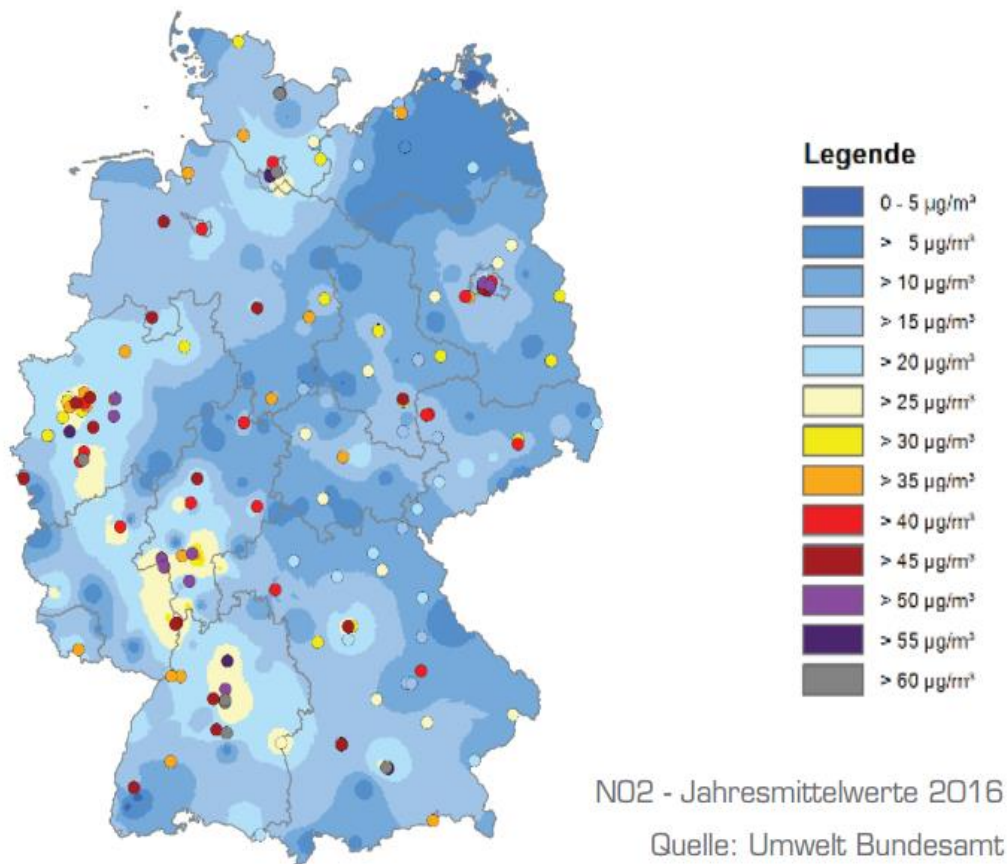 Legende
0 - 5 µg/m³
> 5 µg/m³
> 10 µg/m³
> 15 µg/m³
> 20 µg/m³
> 25 µg/m³
> 30 µg/m³
> 35 µg/m³
> 40 µg/m³
> 45 µg/m³
> 50 µg/m³
> 55 µg/m³
> 60 µg/m³
NO2 - Jahresmittelwerte 2016
Quelle: Umwelt Bundesamt